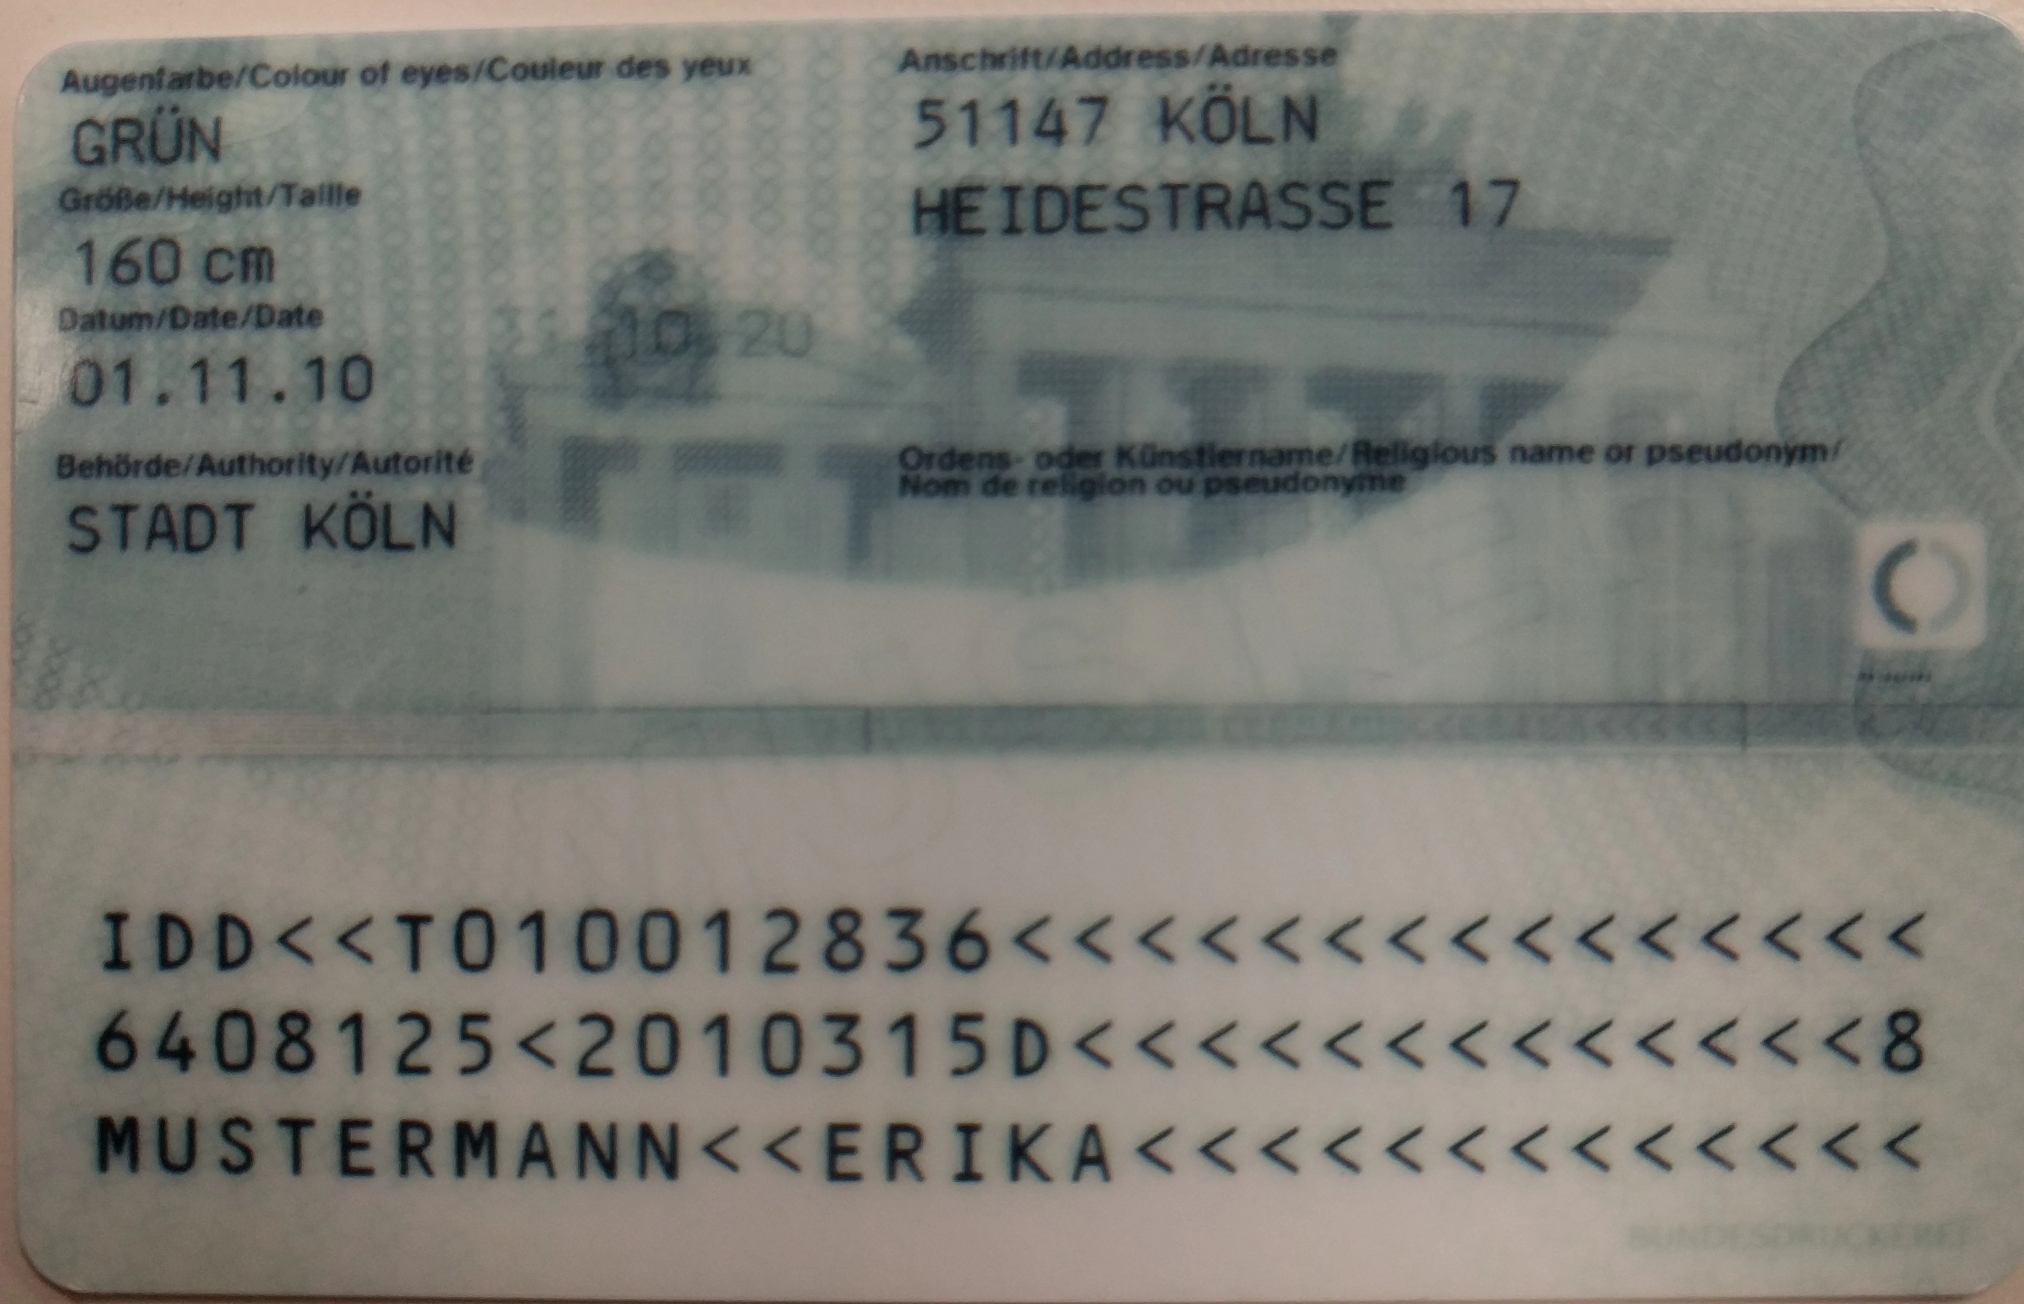 Augenfarbe/Colour of eyes/Couleur des yeux
GRÜN
Größe/Height/Taille
160 cm
Datum/Date/Date
01.11.10
Behörde/Authority/Autorité
STADT KÖLN
Anschrift/Address/Adresse
51147 KÖLN
HEIDESTRASSE 17
10 20
Ordens- oder Künstlername/Religious name or pseudonym/
Nom de religion ou pseudonyme
IDD<<T010012836<<<<<<<<<<<<<<<
6408125<2010315D<<<<<<<<<<<<<8
MUSTERMANN<<ERIKA<<<<<<<<<<<<<
BUNDESDRUCKEREI